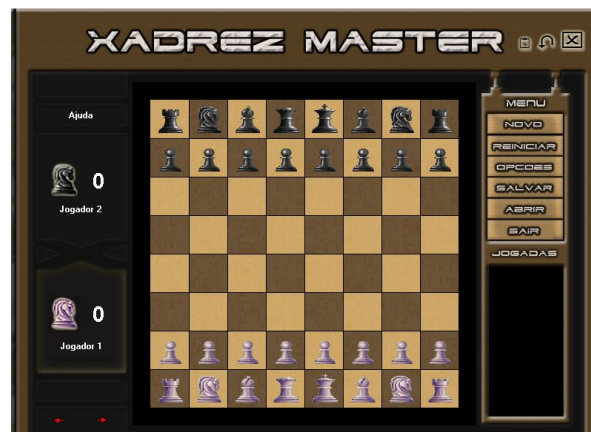 XADREZ MASTER
Ajuda
0
Jogador 2
0
Jogador 1
MENU
NOVO
REINICIAR
OPCOES
SALVAR
ABRIR
SAIR
JOGADAS